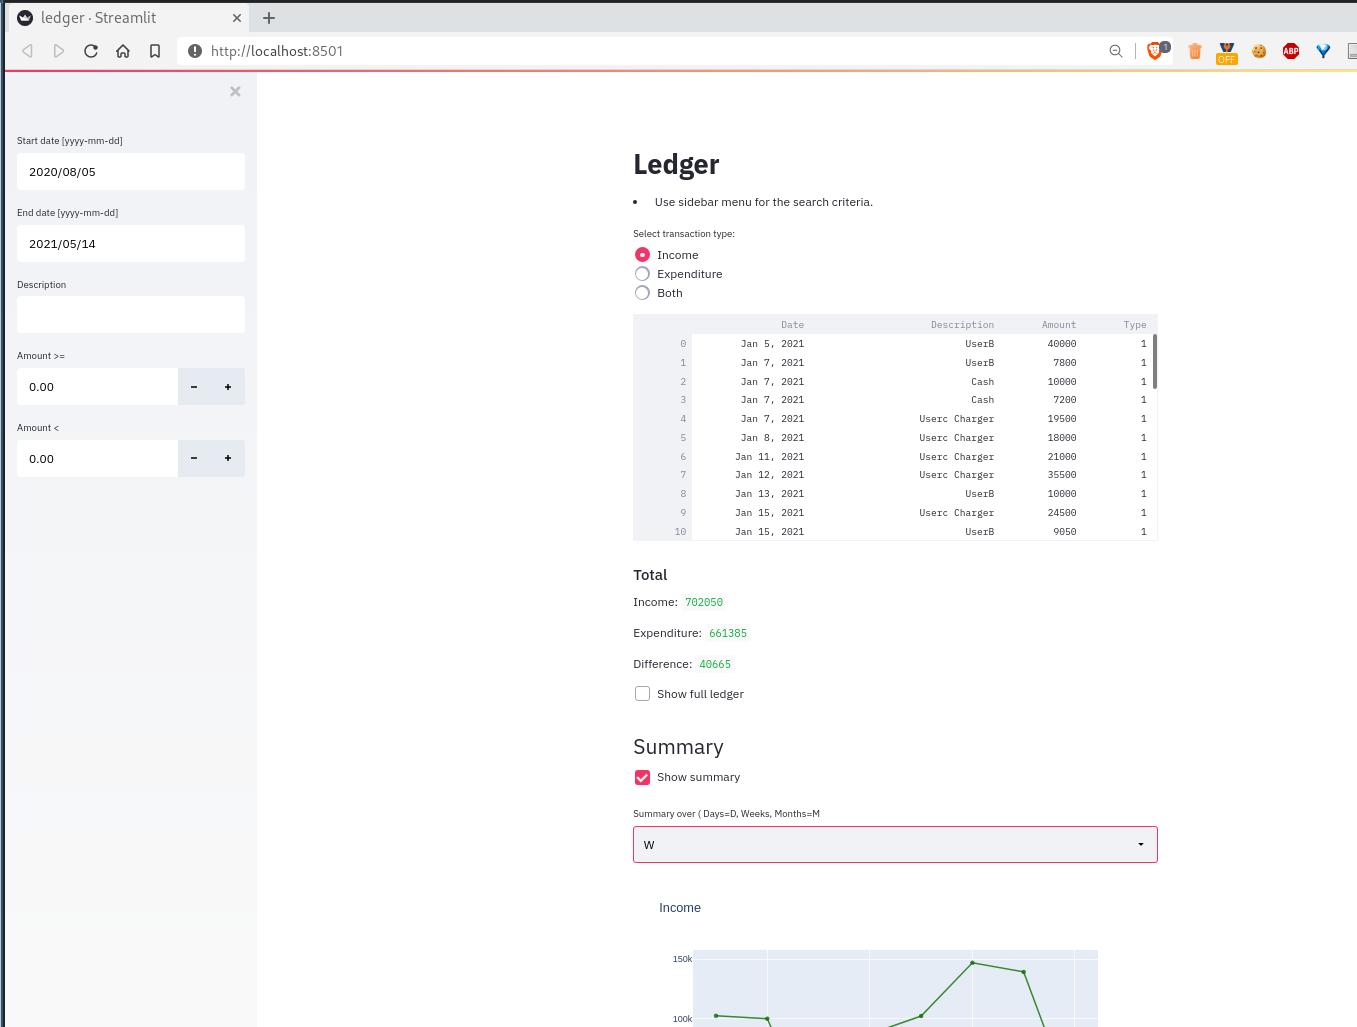 ledger · Streamlit
http://localhost:8501
1
OFF
ABP
Start date [yyyy-mm-dd]
2020/08/05
End date [yyyy-mm-dd]
2021/05/14
Description
Amount >=
0.00 - +
Amount <
0.00 - +
Ledger
• Use sidebar menu for the search criteria.
Select transaction type:
Income
Expenditure
Both
Date Description Amount Type
0 Jan 5, 2021 UserB 40000 1
1 Jan 7, 2021 UserB 7800 1
2 Jan 7, 2021 Cash 10000 1
3 Jan 7, 2021 Cash 7200 1
4 Jan 7, 2021 Userc Charger 19500 1
5 Jan 8, 2021 Userc Charger 18000 1
6 Jan 11, 2021 Userc Charger 21000 1
7 Jan 12, 2021 Userc Charger 35500 1
8 Jan 13, 2021 UserB 10000 1
9 Jan 15, 2021 Userc Charger 24500 1
10 Jan 15, 2021 UserB 9050 1
Total
Income: 702050
Expenditure: 661385
Difference: 40665
Show full ledger
Summary
Show summary
Summary over ( Days=D, Weeks, Months=M
W
Income
150k
100k